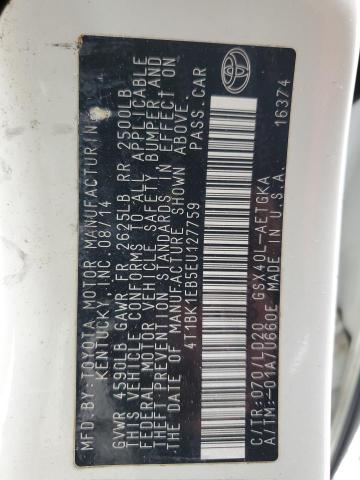 MFD. BY: TOYOTA MOTOR MANUFACTURING
KENTUCKY, INC. 08/14
GVWR 4590LB GAWR FR 2625LB RR 2500LB
THIS VEHICLE CONFORMS TO ALL APPLICABLE
FEDERAL MOTOR VEHICLE SAFETY, BUMPER AND
THEFT PREVENTION STANDARDS IN EFFECT ON
THE DATE OF MANUFACTURE SHOWN ABOVE.
4T1BK1EB5EU127759 PASS.CAR
C/TR:070/LD20 GSX40L-AETGKA
A/TM:-01A/U660E U.S.A. 16374